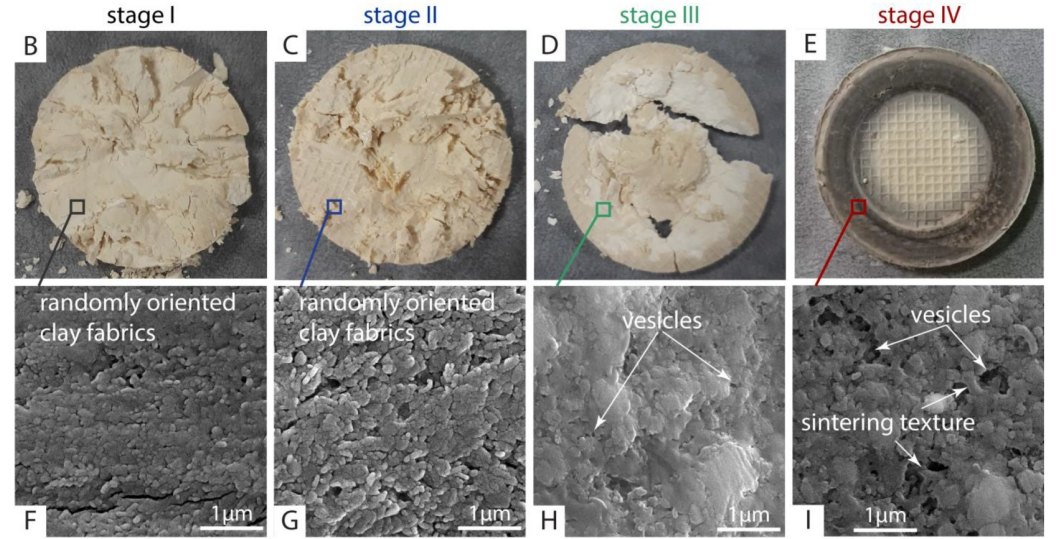 stage I
stage II
stage III
stage IV
B
C
D
E
randomly oriented
clay fabrics
randomly oriented
clay fabrics
vesicles
vesicles
sintering texture
F
1μm
G
1μm
H
1μm
I
1μm